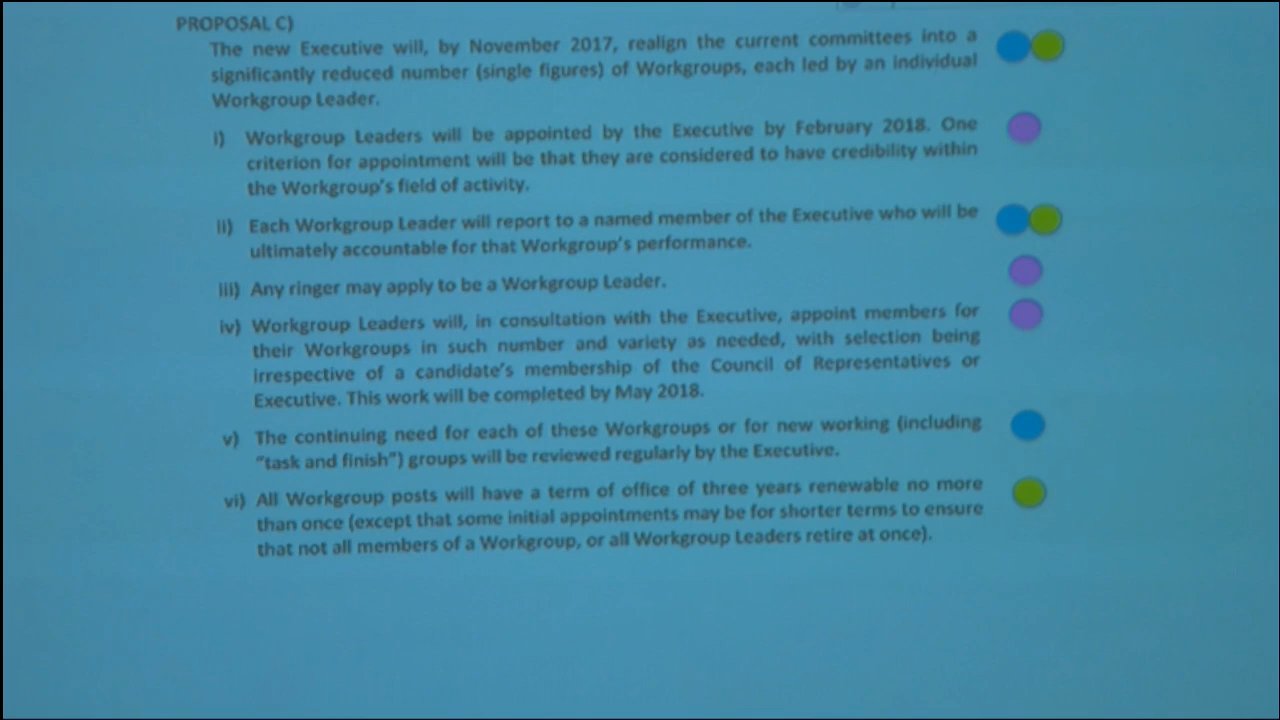 PROPOSAL C)
The new Executive will, by November 2017, realign the current committees into a
significantly reduced number (single figures) of Workgroups, each led by an individual
Workgroup Leader.
i) Workgroup Leaders will be appointed by the Executive by February 2018. One
criterion for appointment will be that they are considered to have credibility within
the Workgroup's field of activity.
ii) Each Workgroup Leader will report to a named member of the Executive who will be
ultimately accountable for that Workgroup's performance.
iii) Any ringer may apply to be a Workgroup Leader.
iv) Workgroup Leaders will, in consultation with the Executive, appoint members for
their Workgroups in such number and variety as needed, with selection being
irrespective of a candidate's membership of the Council of Representatives or
Executive. This work will be completed by May 2018.
v) The continuing need for each of these Workgroups or for new working (including
"task and finish") groups will be reviewed regularly by the Executive.
vi) All Workgroup posts will have a term of office of three years renewable no more
than once (except that some initial appointments may be for shorter terms to ensure
that not all members of a Workgroup, or all Workgroup Leaders retire at once).